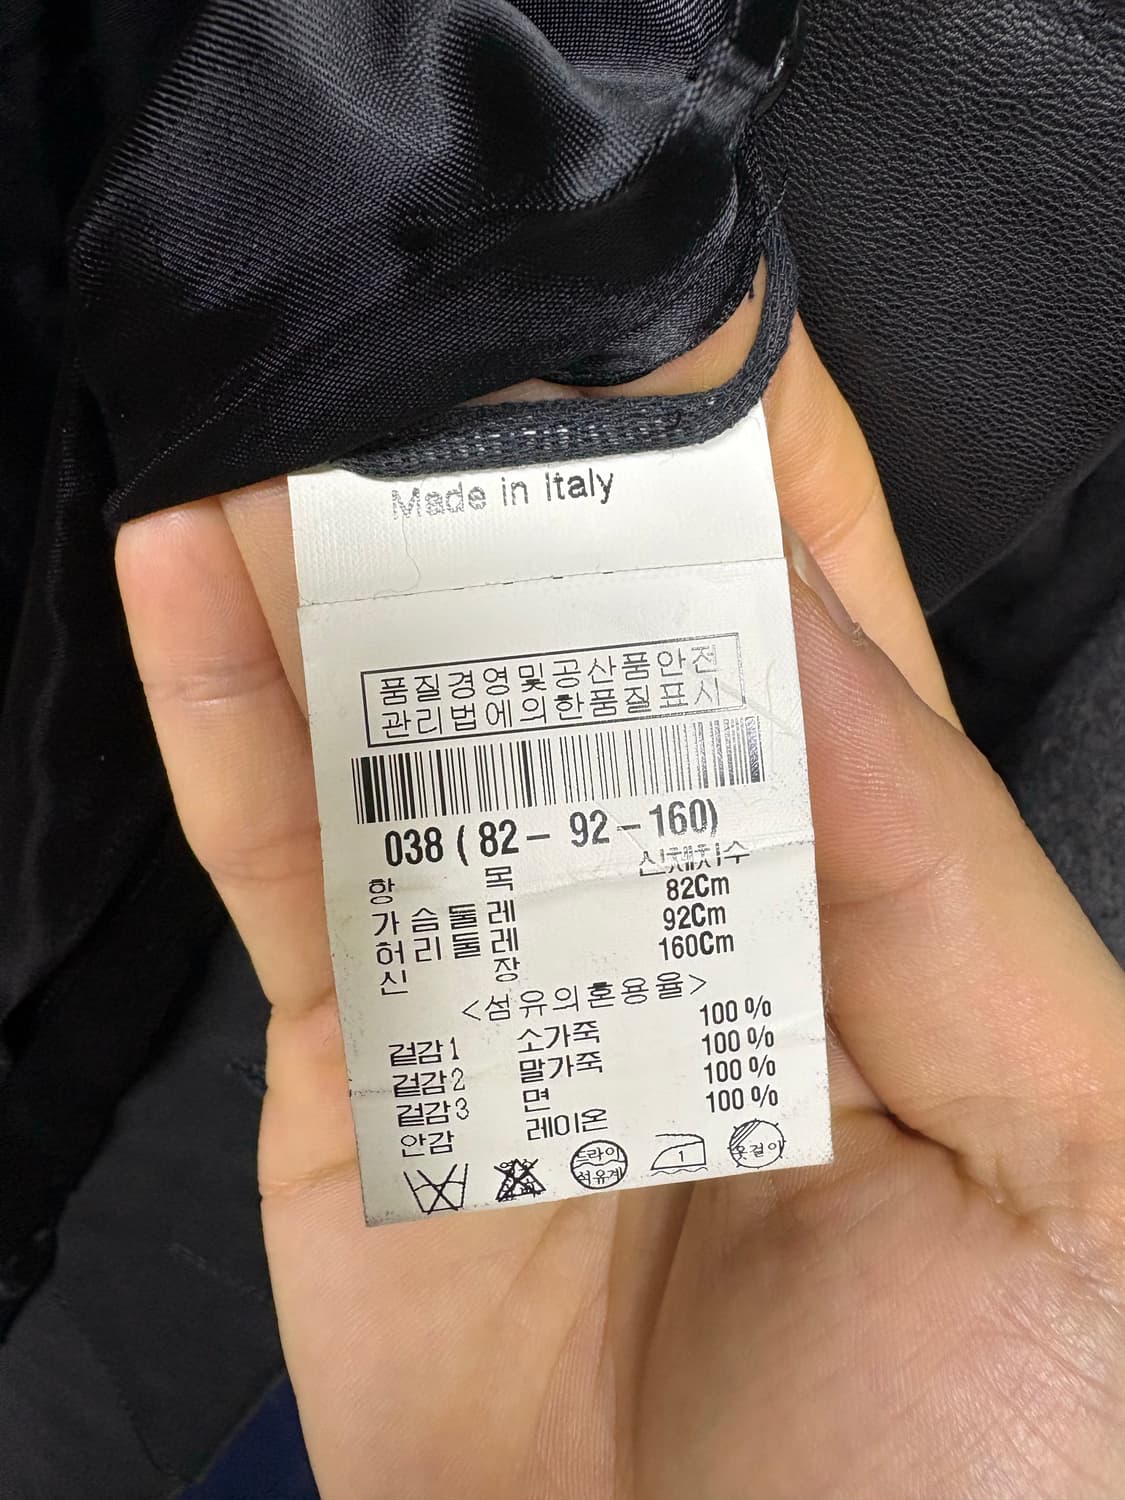 Made in Italy
품질경영및공산품안전
관리법에의한품질표시
038 ( 82 - 92 - 160)
항 목 신체치수
가 슴 둘 레 82Cm
허 리 둘 레 92Cm
신 장 160Cm
<섬유의혼용율>
겉감1 소가죽 100 %
겉감2 말가죽 100 %
겉감3 면 100 %
안감 레이온 100 %
드라이
석유계
1
옷걸이